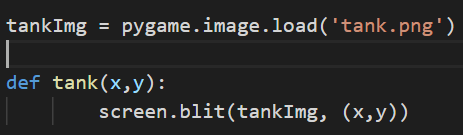 tankImg = pygame.image.load('tank.png')
def tank(x,y):
screen.blit(tankImg, (x,y))